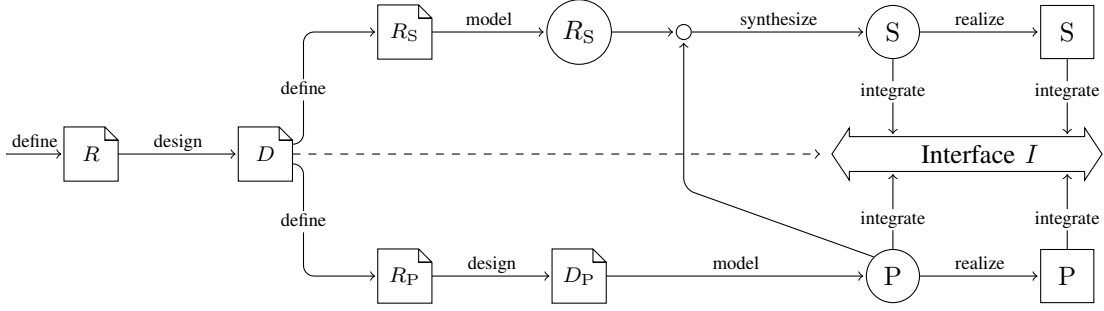 R_S model R_S synthesize S realize S
define integrate integrate
define R design D Interface I
define integrate integrate
R_P design D_P model P realize P